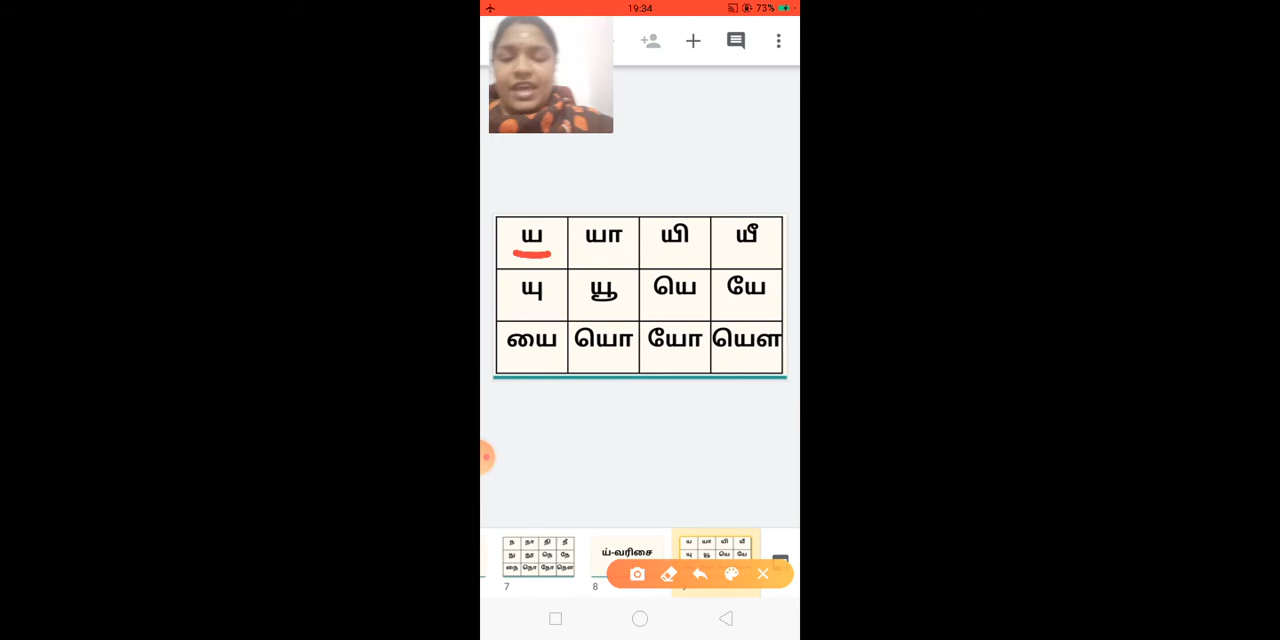 19:34
73%
ய யா யி யீ
யு யூ யெ யே
யை யொ யோ யௌ
ந நா நி நீ
நு நூ நெ நே
நை நொ நோ நௌ
ய்-வரிசை
ய யா யி யீ
யு யூ யெ யே
7
8